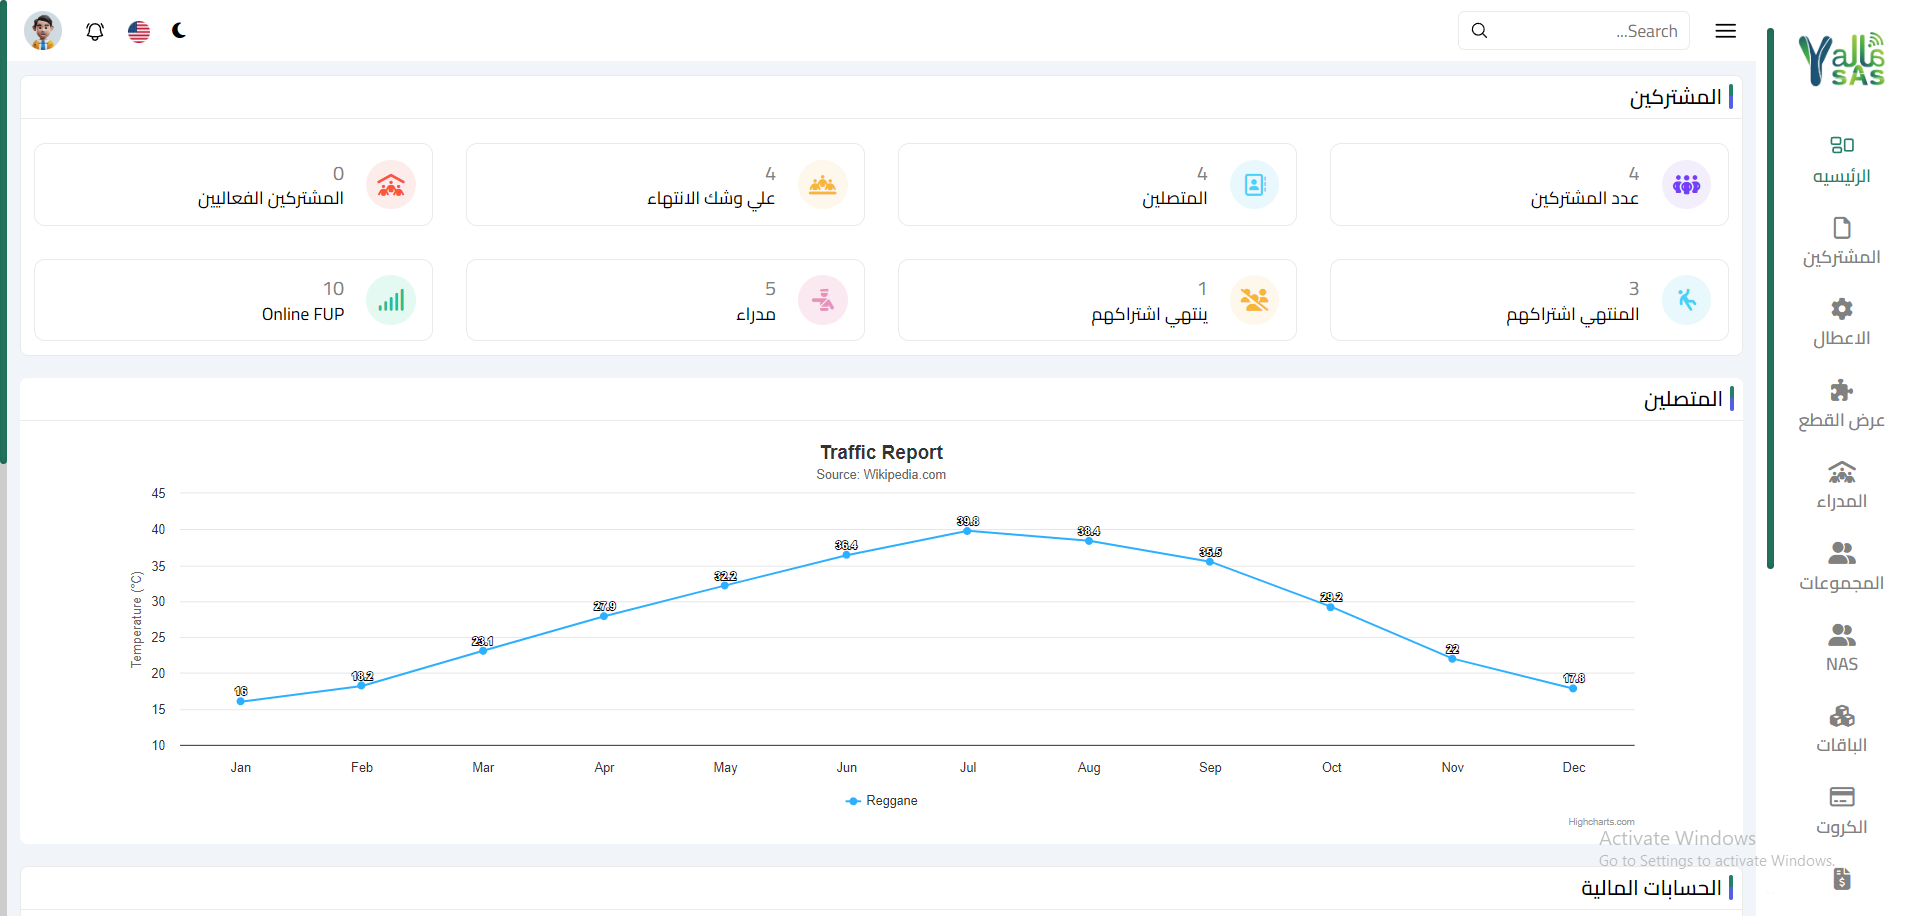 Search...
Yalla يالا
sAs
الرئيسيه
المشتركين
الاعطال
عرض القطع
المدراء
المجموعات
NAS
الباقات
الكروت
المشتركين
4
عدد المشتركين
4
المتصلين
4
علي وشك الانتهاء
0
المشتركين الفعاليين
3
المنتهي اشتراكهم
1
ينتهي اشتراكهم
5
مدراء
10
Online FUP
المتصلين
Traffic Report
Source: Wikipedia.com
Temperature (°C)
45
40
35
30
25
20
15
10
16
18.2
23.1
27.9
32.2
36.4
39.8
38.4
35.5
29.2
22
17.8
Jan Feb Mar Apr May Jun Jul Aug Sep Oct Nov Dec
Reggane
Highcharts.com
Activate Windows
Go to Settings to activate Windows.
الحسابات المالية